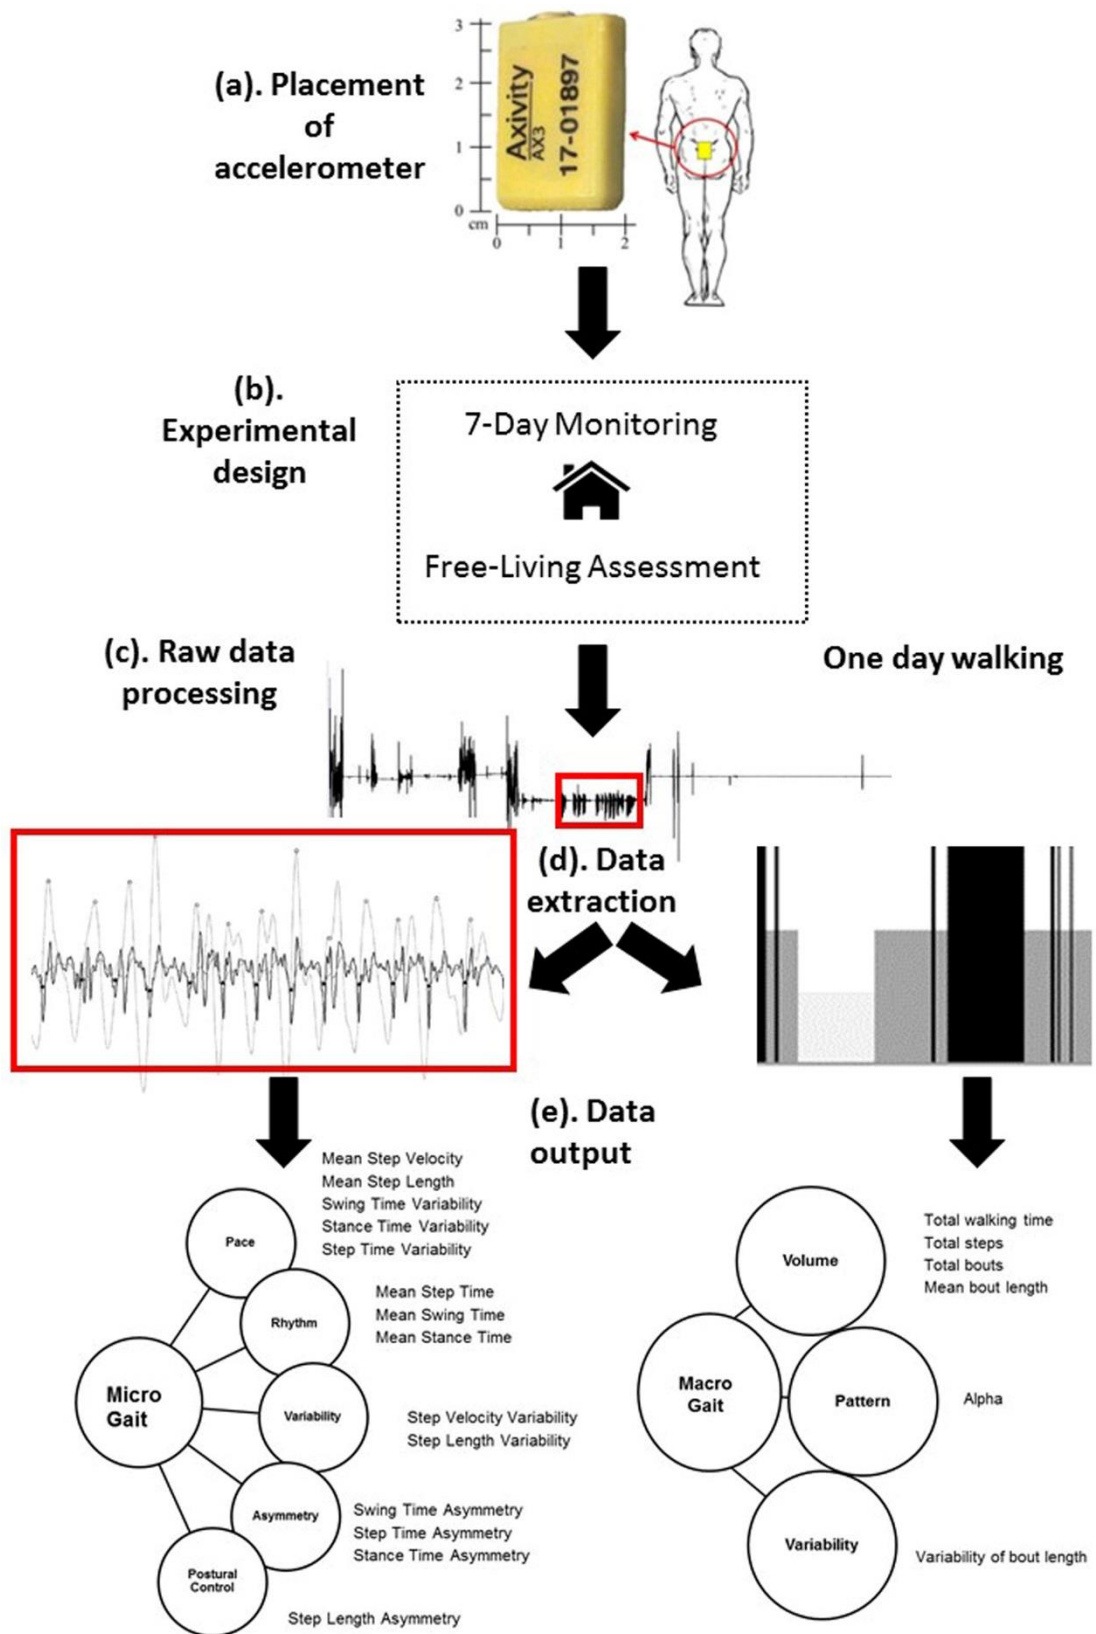 (a). Placement
of
accelerometer
3
2
1
0
cm
0
1
2
Axivity
AX3
17-01897
(b).
Experimental
design
7-Day Monitoring
Free-Living Assessment
(c). Raw data
processing
One day walking
(d). Data
extraction
(e). Data
output
Mean Step Velocity
Mean Step Length
Swing Time Variability
Stance Time Variability
Step Time Variability
Pace
Mean Step Time
Mean Swing Time
Mean Stance Time
Rhythm
Micro
Gait
Variability
Step Velocity Variability
Step Length Variability
Asymmetry
Swing Time Asymmetry
Step Time Asymmetry
Stance Time Asymmetry
Postural
Control
Step Length Asymmetry
Volume
Total walking time
Total steps
Total bouts
Mean bout length
Macro
Gait
Pattern
Alpha
Variability
Variability of bout length